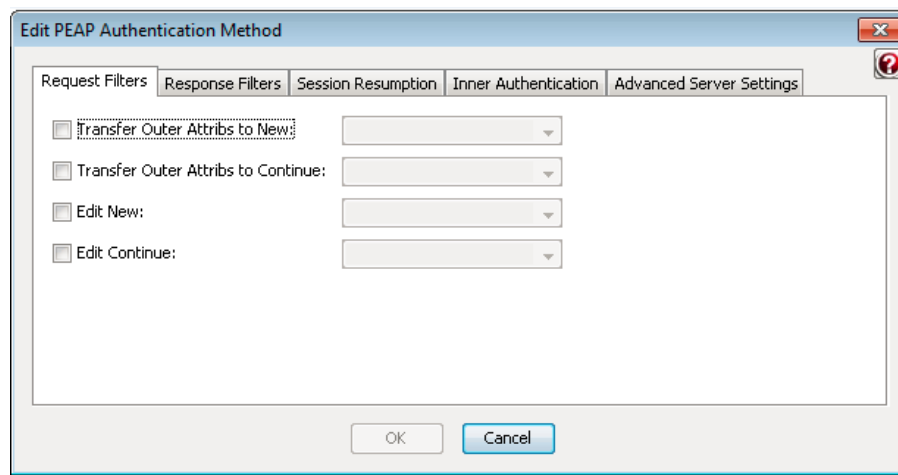 Edit PEAP Authentication Method
Request Filters Response Filters Session Resumption Inner Authentication Advanced Server Settings
Transfer Outer Attribs to New:
Transfer Outer Attribs to Continue:
Edit New:
Edit Continue:
OK Cancel